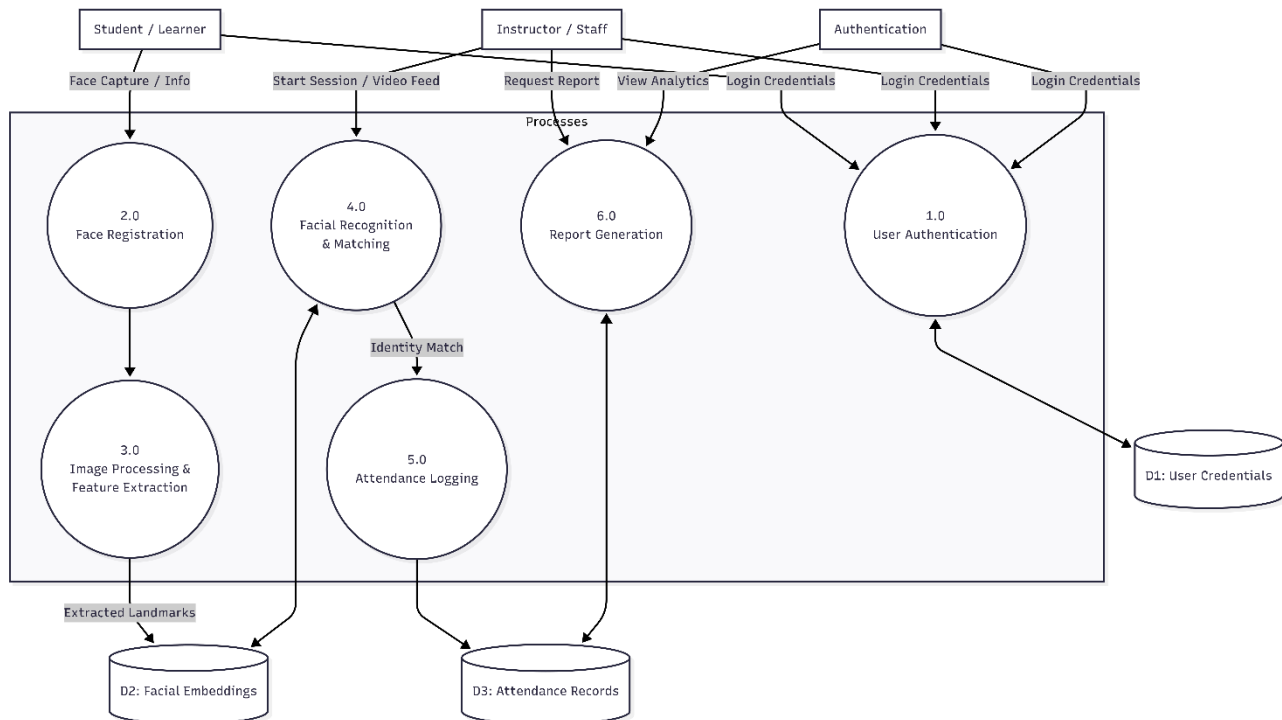 Student / Learner
Instructor / Staff
Authentication
Face Capture / Info
Start Session / Video Feed
Request Report
View Analytics
Login Credentials
Login Credentials
Login Credentials
Processes
2.0
Face Registration
4.0
Facial Recognition
& Matching
6.0
Report Generation
1.0
User Authentication
Identity Match
3.0
Image Processing &
Feature Extraction
5.0
Attendance Logging
D1: User Credentials
Extracted Landmarks
D2: Facial Embeddings
D3: Attendance Records